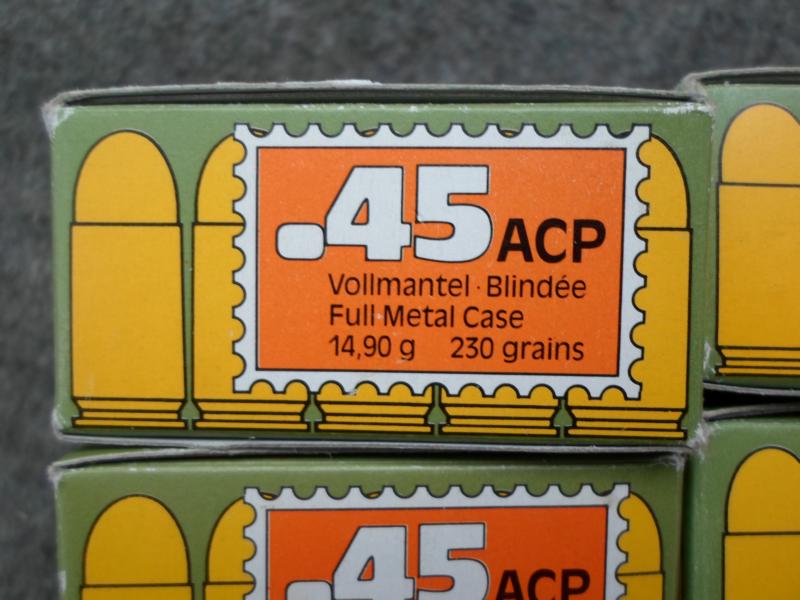 .45 ACP
Vollmantel · Blindée
Full Metal Case
14,90 g 230 grains
.45 ACP